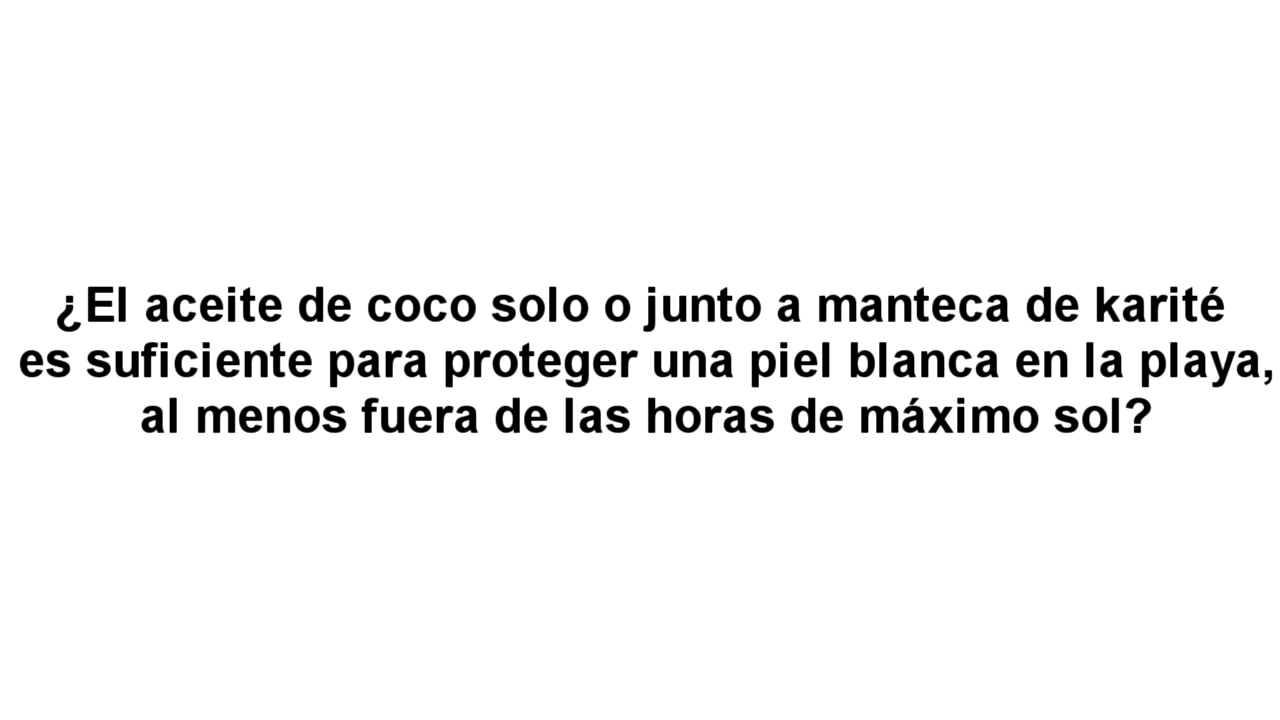 ¿El aceite de coco solo o junto a manteca de karité
es suficiente para proteger una piel blanca en la playa,
al menos fuera de las horas de máximo sol?